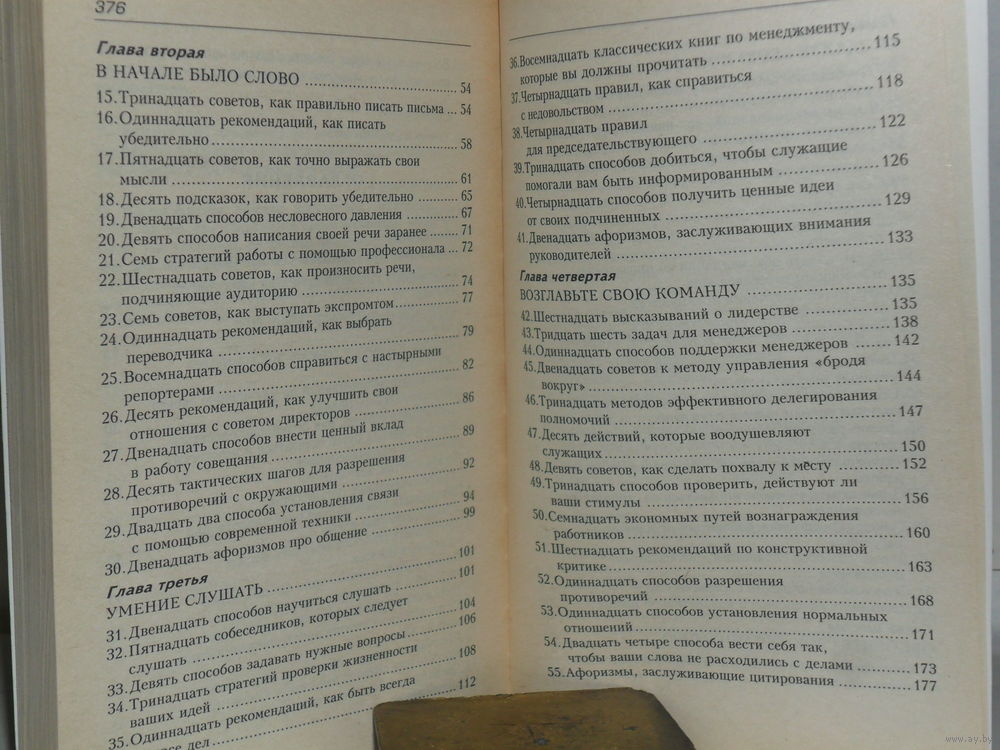 376
Глава вторая
В НАЧАЛЕ БЫЛО СЛОВО ........ 54
15. Тринадцать советов, как правильно писать письма ... 54
16. Одиннадцать рекомендаций, как писать
убедительно ........ 58
17. Пятнадцать советов, как точно выражать свои
мысли ........ 61
18. Десять подсказок, как говорить убедительно ........ 65
19. Двенадцать способов несловесного давления ........ 67
20. Девять способов написания своей речи заранее ........ 71
21. Семь стратегий работы с помощью профессионала ... 72
22. Шестнадцать советов, как произносить речи,
подчиняющие аудиторию ........ 74
23. Семь советов, как выступать экспромтом ........ 77
24. Одиннадцать рекомендаций, как выбрать
переводчика ........ 79
25. Восемнадцать способов справиться с настырными
репортерами ........ 82
26. Десять рекомендаций, как улучшить свои
отношения с советом директоров ........ 86
27. Двенадцать способов внести ценный вклад
в работу совещания ........ 89
28. Десять тактических шагов для разрешения
противоречий с окружающими ........ 92
29. Двадцать два способа установления связи
с помощью современной техники ........ 94
30. Двенадцать афоризмов про общение ........ 99
Глава третья
УМЕНИЕ СЛУШАТЬ ........ 101
31. Двенадцать способов научиться слушать ........ 101
32. Пятнадцать собеседников, которых следует
слушать ........ 104
33. Девять способов задавать нужные вопросы ........ 106
34. Тринадцать стратегий проверки жизненности
ваших идей ........ 108
35. Одиннадцать рекомендаций, как быть всегда
дел ........ 112
36. Восемнадцать классических книг по менеджменту,
которые вы должны прочитать ........ 115
37. Четырнадцать правил, как справиться
с недовольством ........ 118
38. Четырнадцать правил
для председательствующего ........ 122
39. Тринадцать способов добиться, чтобы служащие
помогали вам быть информированным ........ 126
40. Четырнадцать способов получить ценные идеи
от своих подчиненных ........ 129
41. Двенадцать афоризмов, заслуживающих внимания
руководителей ........ 133
Глава четвертая
ВОЗГЛАВЬТЕ СВОЮ КОМАНДУ ........ 135
42. Шестнадцать высказываний о лидерстве ........ 135
43. Тридцать шесть задач для менеджеров ........ 138
44. Одиннадцать способов поддержки менеджеров ........ 142
45. Двенадцать советов к методу управления «бродя
вокруг» ........ 144
46. Тринадцать методов эффективного делегирования
полномочий ........ 147
47. Десять действий, которые воодушевляют
служащих ........ 150
48. Девять советов, как сделать похвалу к месту ........ 152
49. Тринадцать способов проверить, действуют ли
ваши стимулы ........ 156
50. Семнадцать экономных путей вознаграждения
работников ........ 160
51. Шестнадцать рекомендаций по конструктивной
критике ........ 163
52. Одиннадцать способов разрешения
противоречий ........ 168
53. Одиннадцать способов установления нормальных
отношений ........ 171
54. Двадцать четыре способа вести себя так,
чтобы ваши слова не расходились с делами ........ 173
55. Афоризмы, заслуживающие цитирования ........ 177
www.ay.by